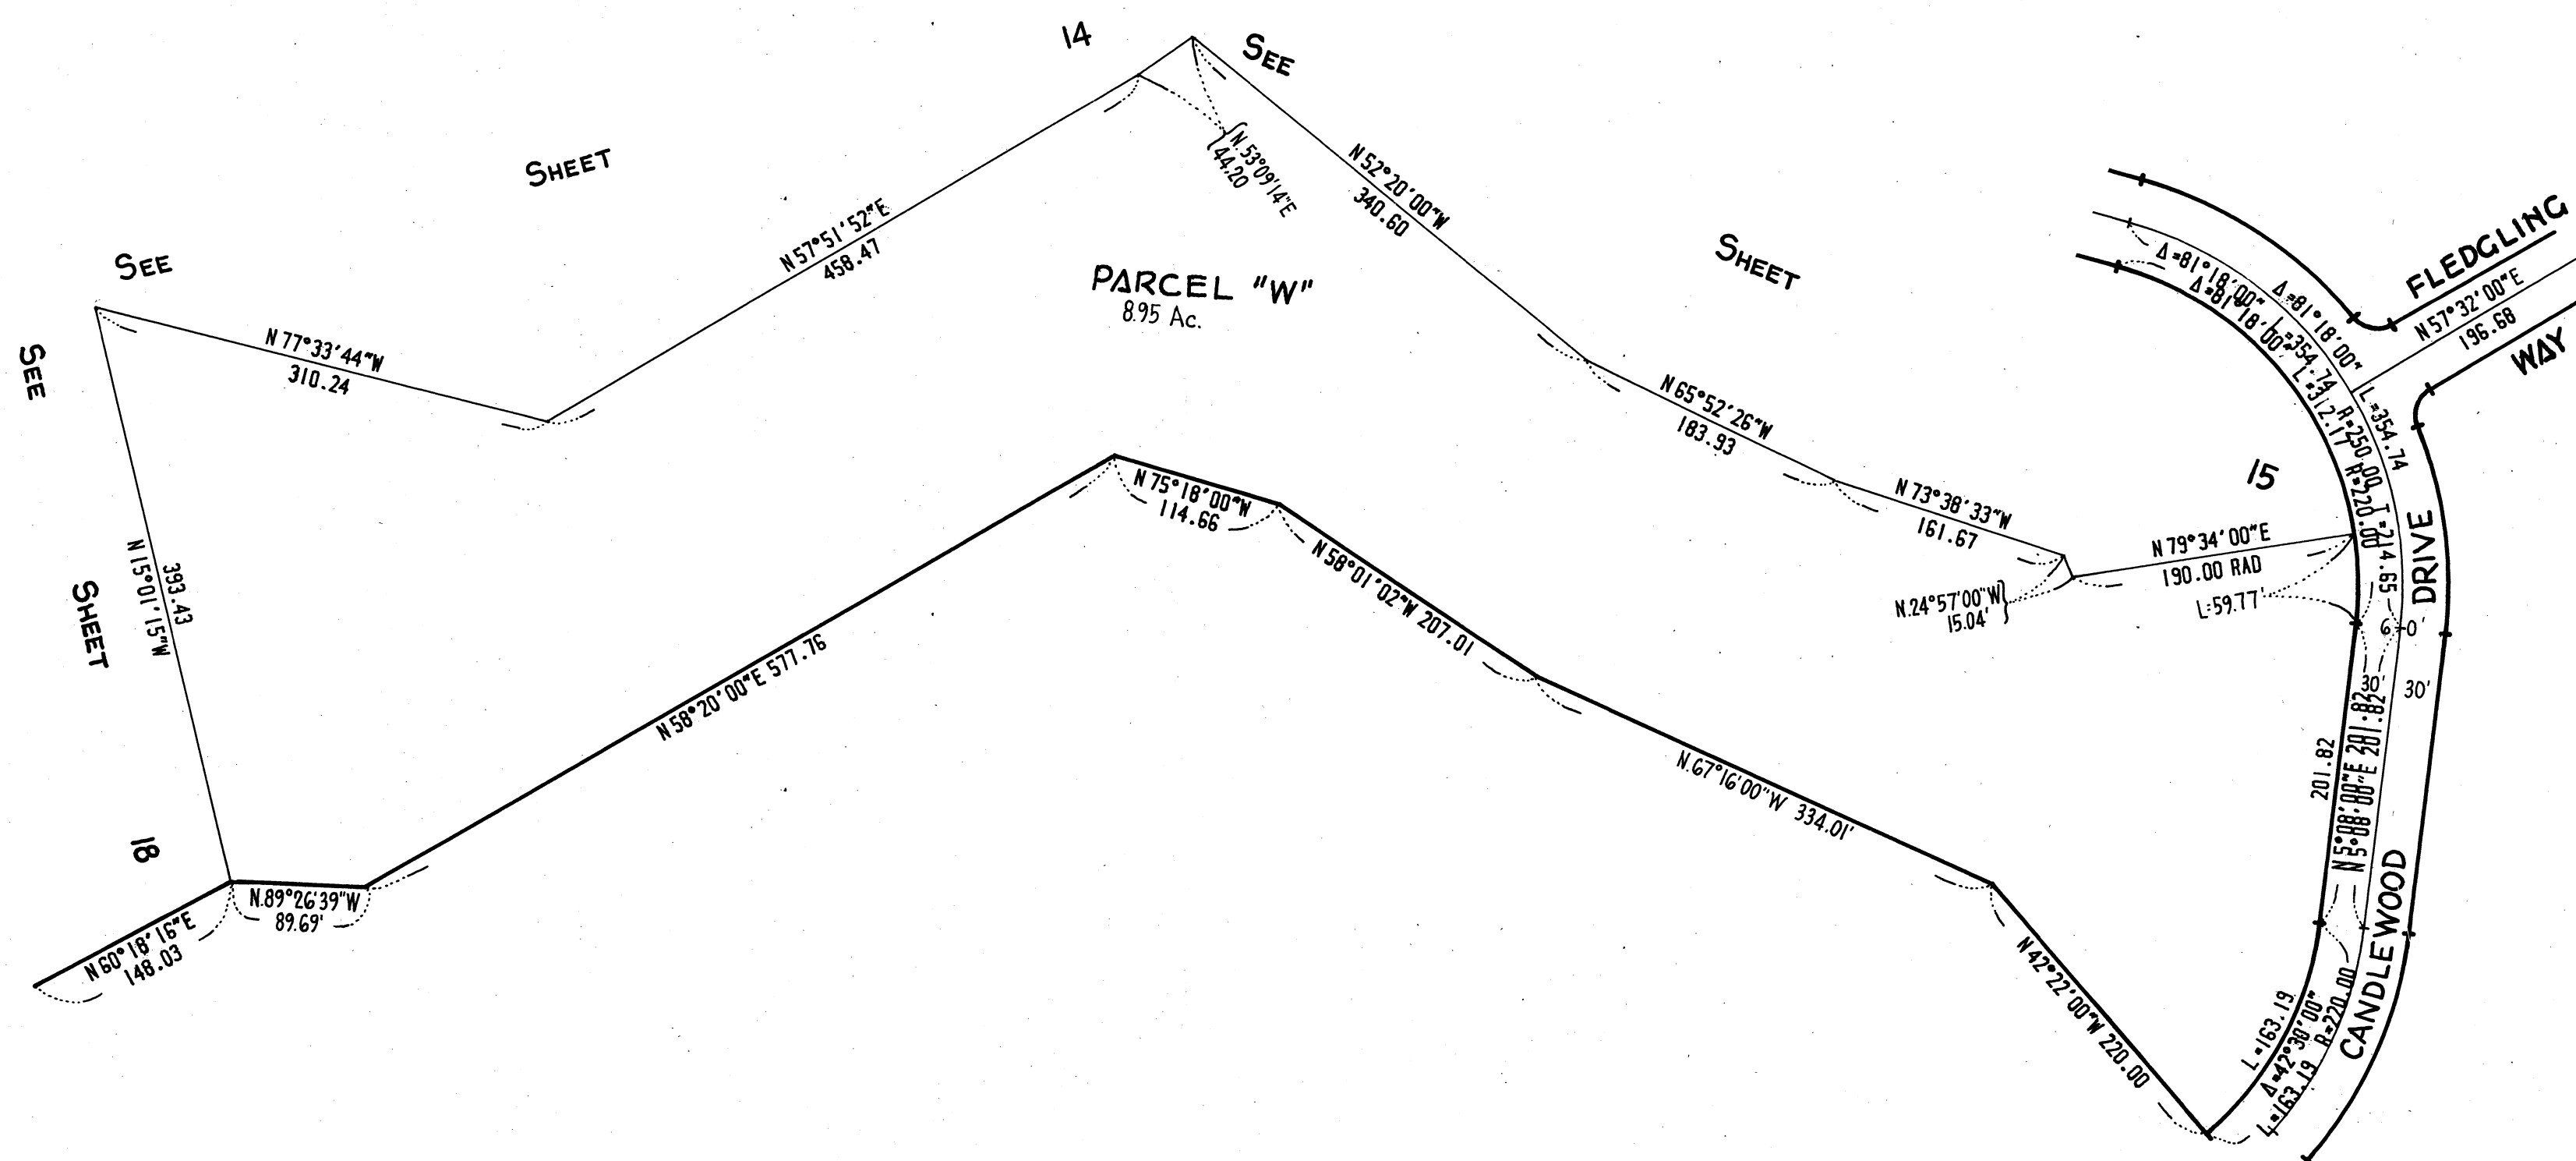 14
SEE
SHEET
N.53°09'14"E
44.20
N 52°20'00"W
340.60
N 57°51'52"E
458.47
SHEET
FLEDGLING
WAY
N 57°32'00"E
196.68
SEE
PARCEL "W"
8.95 Ac.
Δ=81°18'00"
L=354.74
R=250.00
T=214.65
Δ=81°18'00"
L=354.74
Δ=81°18'00"
L=312.17
R=220.00
SEE
N 77°33'44"W
310.24
N 65°52'26"W
183.93
15
N 75°18'00"W
114.66
N 73°38'33"W
161.67
N 79°34'00"E
190.00 RAD
DRIVE
393.43
N 15°01'15"W
SHEET
N 58°01'02"W 207.01
N.24°57'00"W
15.04'
L=59.77'
60'
30'
30'
N 58°20'00"E 577.76
N.67°16'00"W 334.01'
201.82
N 5°08'00"E 201.82
N 5°08'00"E 201.82
18
N.89°26'39"W
89.69'
N 60°18'16"E
148.03
N 42°22'00"W 220.00
CANDLEWOOD
L=163.19
Δ=42°30'00"
R=220.00
L=163.19